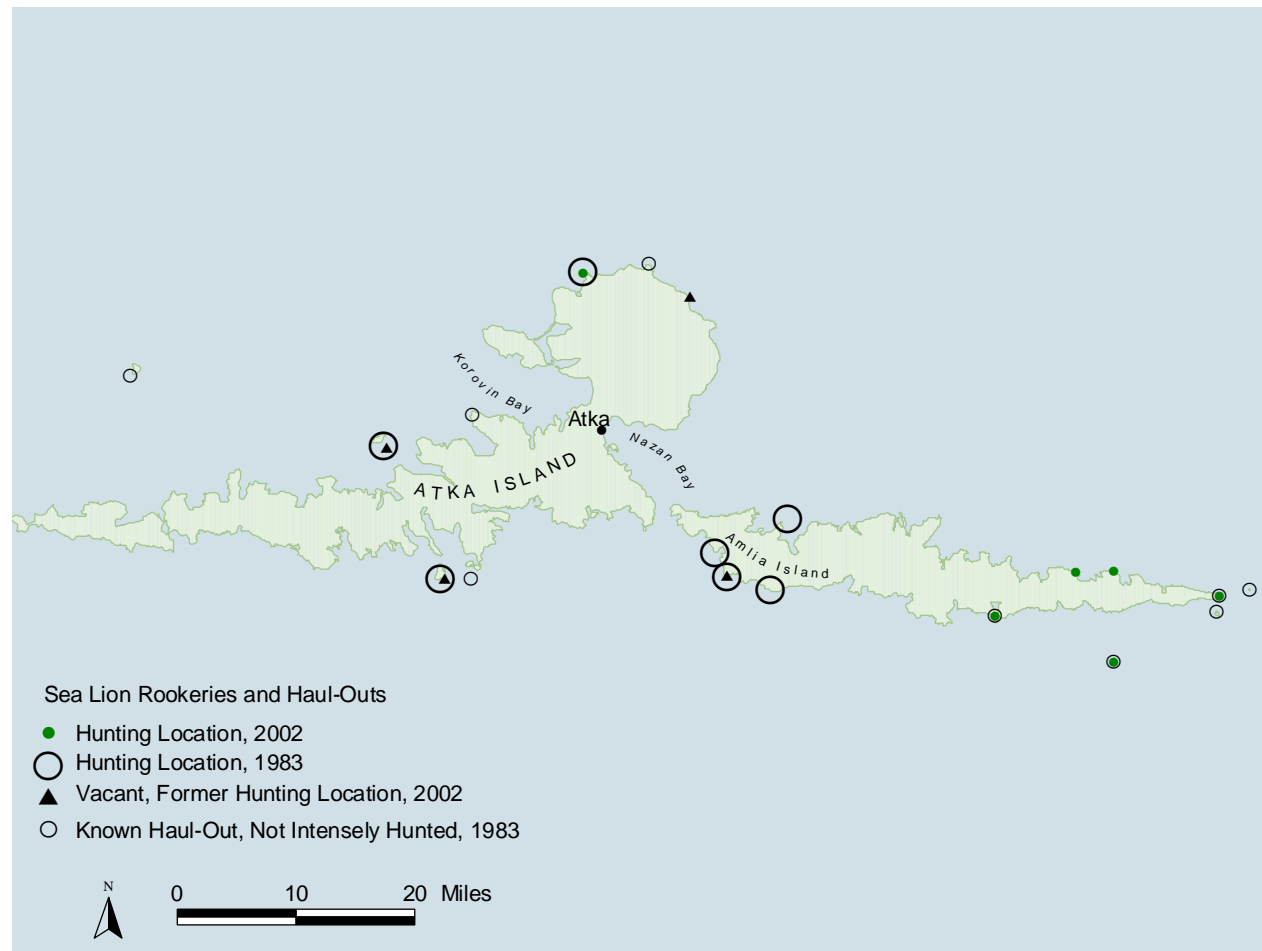 Korovin Bay
Atka
Nazan Bay
ATKA ISLAND
Amlia Island
Sea Lion Rookeries and Haul-Outs
Hunting Location, 2002
Hunting Location, 1983
Vacant, Former Hunting Location, 2002
Known Haul-Out, Not Intensely Hunted, 1983
N
0 10 20 Miles